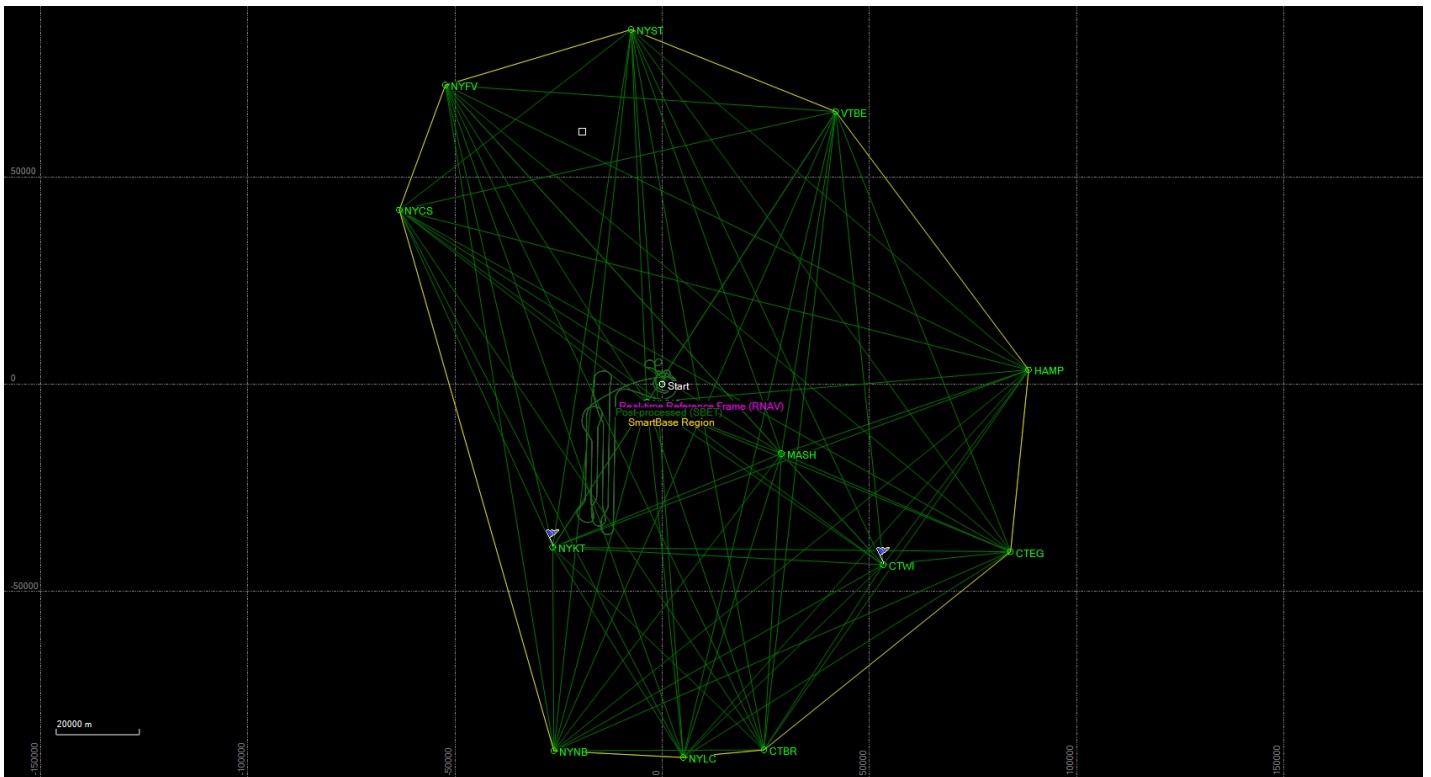 NYST
NYFV
VTBE
50000
NYCS
HAMP
0
Start
Real-time Reference Frame (RNAV)
Post-processed (SBET)
SmartBase Region
MASH
NYKT
CTEG
CTWI
-50000
20000 m
NYNB
NYLC
CTBR
-150000
-100000
-50000
0
50000
100000
150000